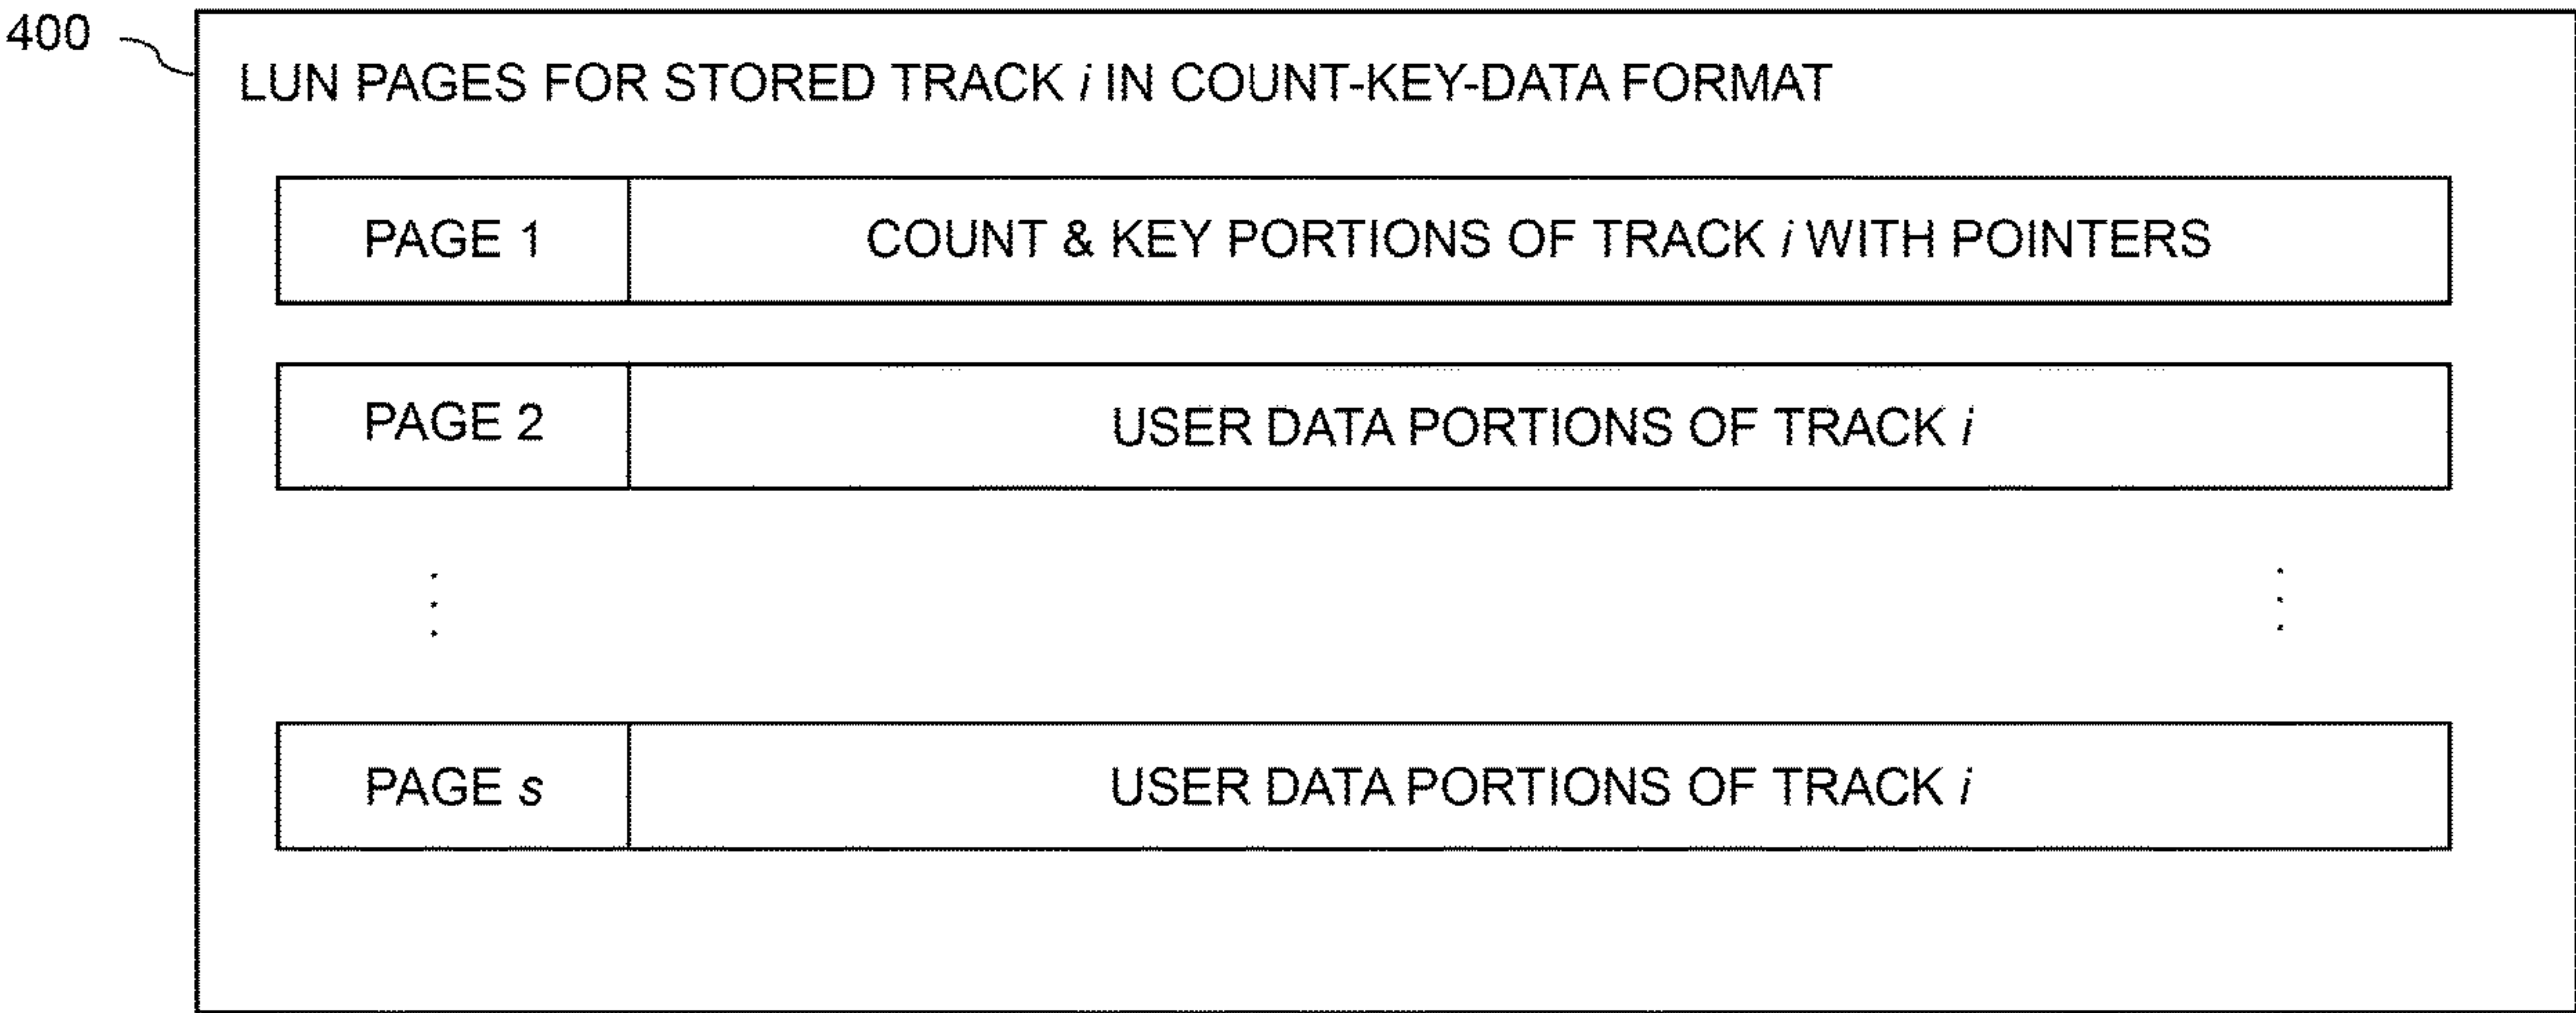 400
LUN PAGES FOR STORED TRACK i IN COUNT-KEY-DATA FORMAT
PAGE 1 COUNT & KEY PORTIONS OF TRACK i WITH POINTERS
PAGE 2 USER DATA PORTIONS OF TRACK i
PAGE s USER DATA PORTIONS OF TRACK i